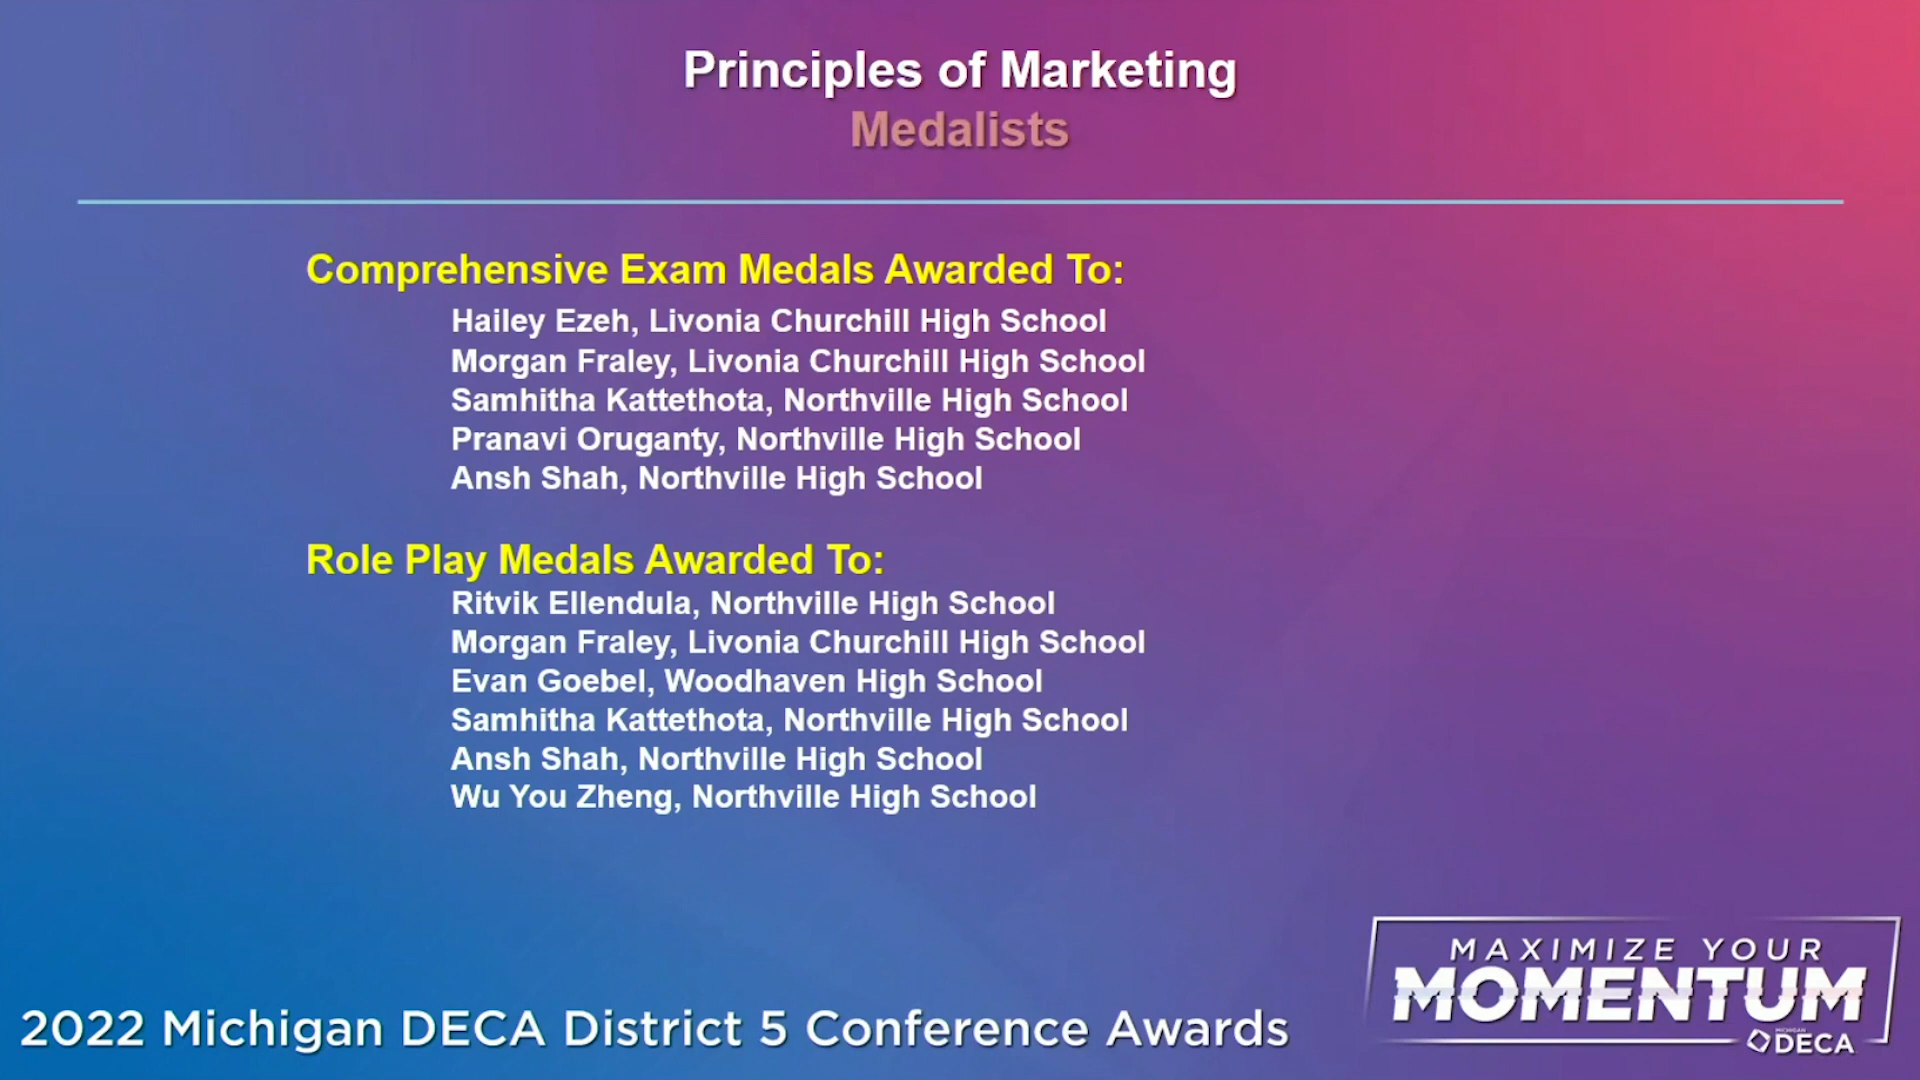 Principles of Marketing
Medalists
Comprehensive Exam Medals Awarded To:
Hailey Ezeh, Livonia Churchill High School
Morgan Fraley, Livonia Churchill High School
Samhitha Kattethota, Northville High School
Pranavi Oruganty, Northville High School
Ansh Shah, Northville High School
Role Play Medals Awarded To:
Ritvik Ellendula, Northville High School
Morgan Fraley, Livonia Churchill High School
Evan Goebel, Woodhaven High School
Samhitha Kattethota, Northville High School
Ansh Shah, Northville High School
Wu You Zheng, Northville High School
2022 Michigan DECA District 5 Conference Awards
MAXIMIZE YOUR
MOMENTUM
MICHIGAN
DECA